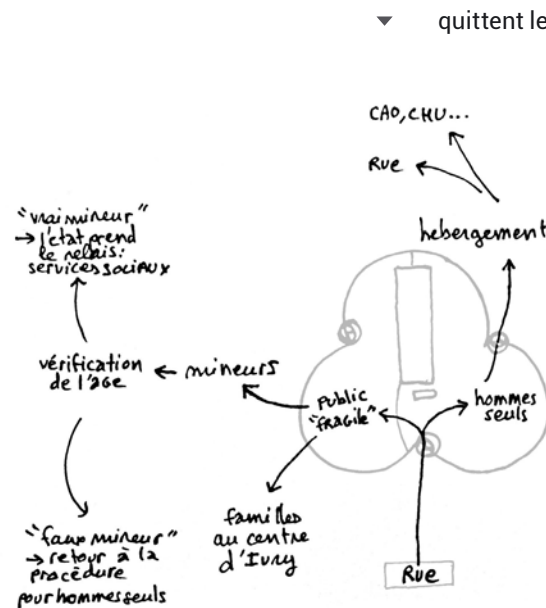 quittent le
CAO, CHU...
Rue
hebergement
"vrai mineur"
→ l'état prend
le relais:
services sociaux
vérification
de l'age
mineurs
Public
"fragile"
hommes
seuls
familles
au centre
d'Ivry
"faux mineur"
→ retour à la
procédure
pour hommes seuls
Rue